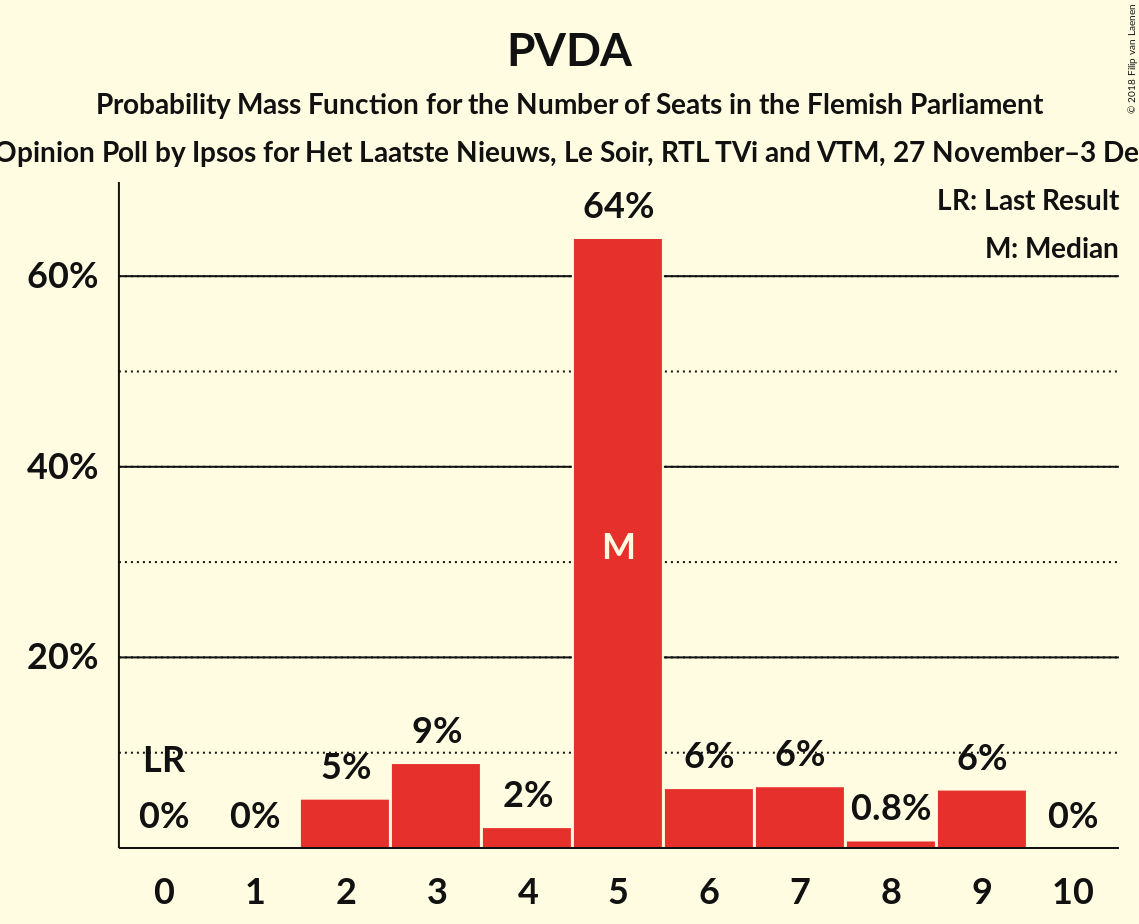 © 2018 Filip van Laenen
PVDA
Probability Mass Function for the Number of Seats in the Flemish Parliament
Opinion Poll by Ipsos for Het Laatste Nieuws, Le Soir, RTL TVi and VTM, 27 November–3 De
LR: Last Result
M: Median
64%
60%
40%
M
20%
9%
LR
5%
6%
6%
6%
2%
0.8%
0%
0%
0%
0 1 2 3 4 5 6 7 8 9 10